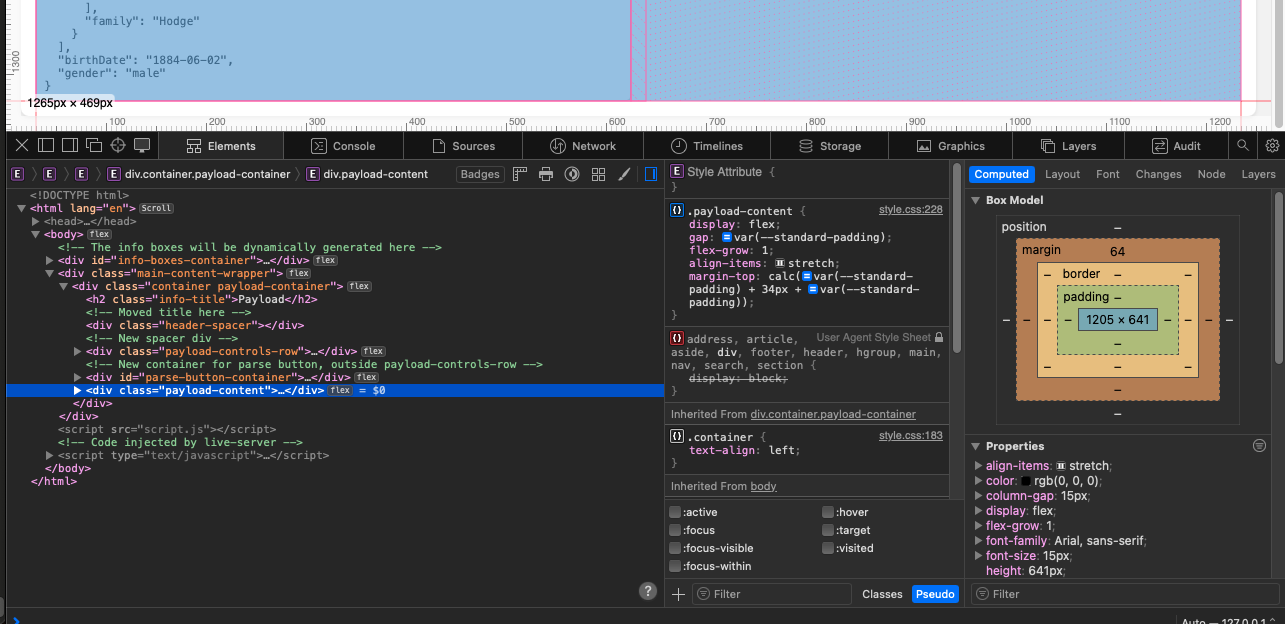 ],
"family": "Hodge"
}
],
"birthDate": "1884-06-02",
"gender": "male"
}
1300
1265px × 469px
100 200 300 400 500 600 700 800 900 1000 1100 1200
Elements Console Sources Network Timelines Storage Graphics Layers Audit
E E E E div.container.payload-container E div.payload-content Badges
<!DOCTYPE html>
<html lang="en"> Scroll
<head>…</head>
<body> flex
<!-- The info boxes will be dynamically generated here -->
<div id="info-boxes-container">…</div> flex
<div class="main-content-wrapper"> flex
<div class="container payload-container"> flex
<h2 class="info-title">Payload</h2>
<!-- Moved title here -->
<div class="header-spacer"></div>
<!-- New spacer div -->
<div class="payload-controls-row">…</div> flex
<!-- New container for parse button, outside payload-controls-row -->
<div id="parse-button-container">…</div> flex
<div class="payload-content">…</div> flex = $0
</div>
</div>
<script src="script.js"></script>
<!-- Code injected by live-server -->
<script type="text/javascript">…</script>
</body>
</html>
?
E Style Attribute {
}
{} .payload-content { style.css:228
display: flex;
gap: = var(--standard-padding);
flex-grow: 1;
align-items: stretch;
margin-top: calc( = var(--standard-
padding) + 34px + = var(--standard-
padding));
}
{} address, article, User Agent Style Sheet
aside, div, footer, header, hgroup, main,
nav, search, section {
display: block;
}
Inherited From div.container.payload-container
{} .container { style.css:183
text-align: left;
}
Inherited From body
:active :hover
:focus :target
:focus-visible :visited
:focus-within
+ Filter Classes Pseudo
Computed Layout Font Changes Node Layers
Box Model
position –
margin 64
– border – –
padding –
– – – – 1205 × 641 – – – –
–
– – –
–
–
Properties
align-items: stretch;
color: rgb(0, 0, 0);
column-gap: 15px;
display: flex;
flex-grow: 1;
font-family: Arial, sans-serif;
font-size: 15px;
height: 641px;
Filter
Auto — 127.0.0.1